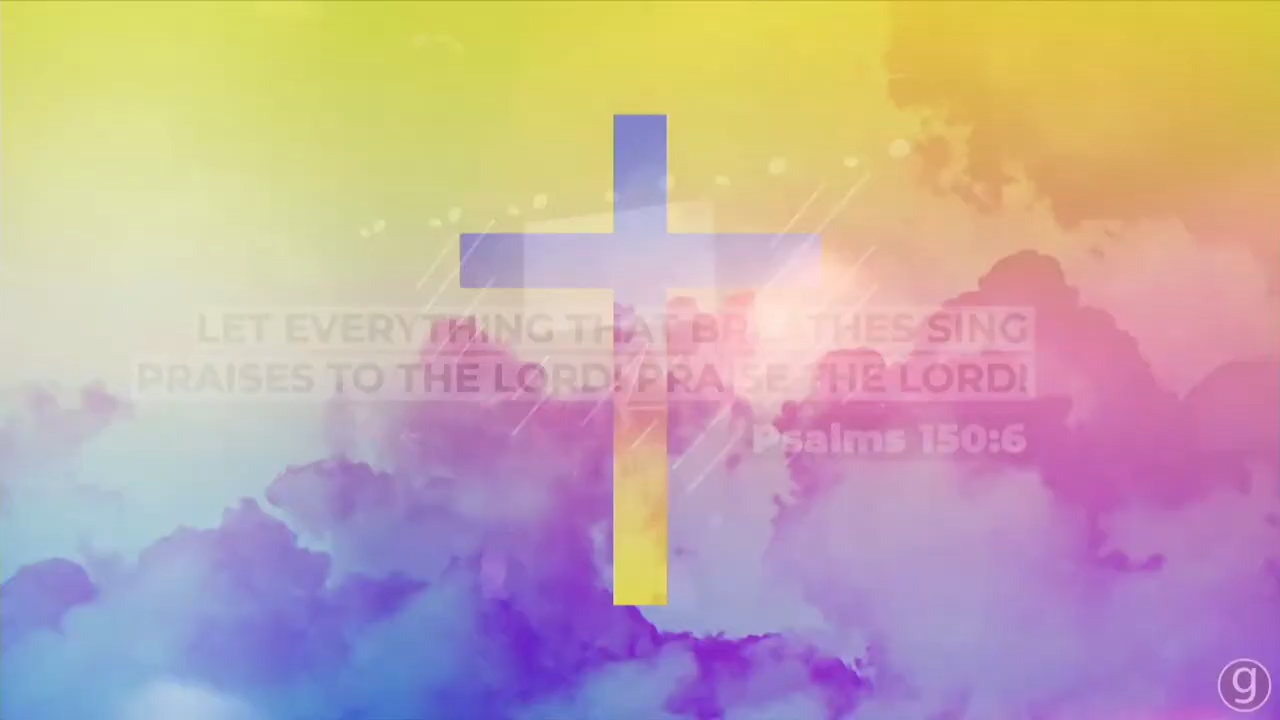 LET EVERYTHING THAT BREATHES SING
PRAISES TO THE LORD! PRAISE THE LORD!
Psalms 150:6
g